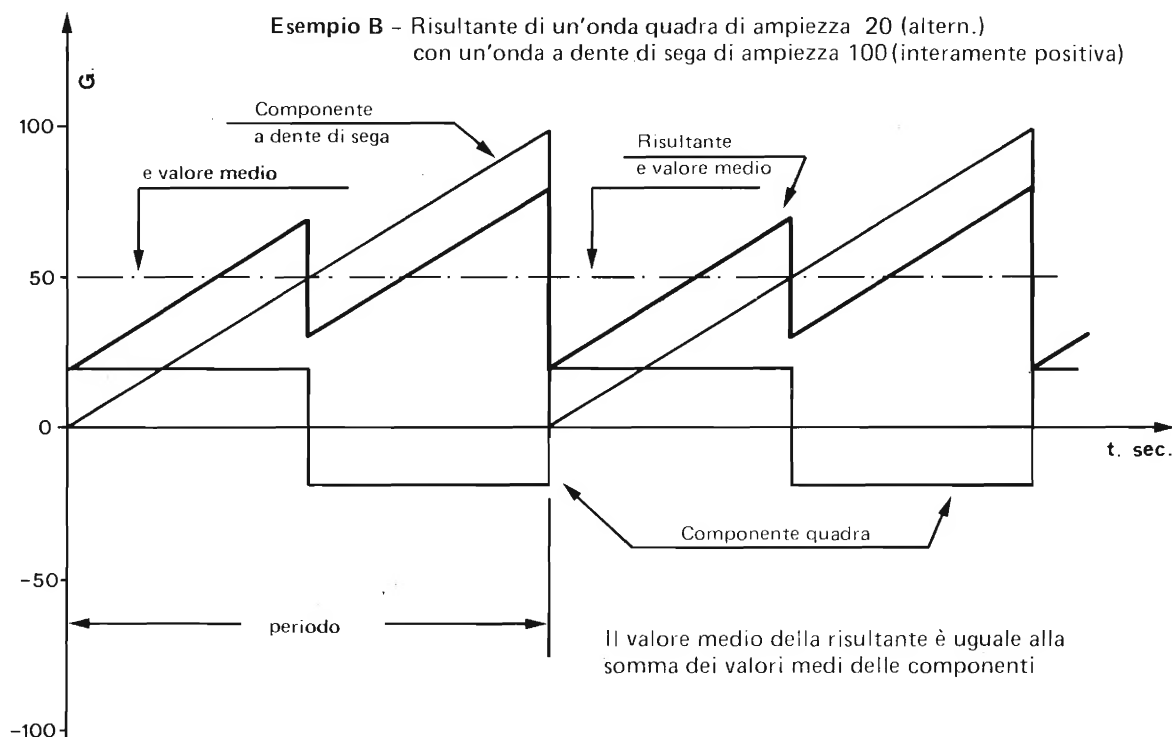 Esempio B – Risultante di un'onda quadra di ampiezza 20 (altern.)
con un'onda a dente di sega di ampiezza 100 (interamente positiva)
G.
Componente
a dente di sega
e valore medio
Risultante
e valore medio
100
50
0
t. sec.
Componente quadra
–50
periodo
Il valore medio della risultante è uguale alla
somma dei valori medi delle componenti
–100